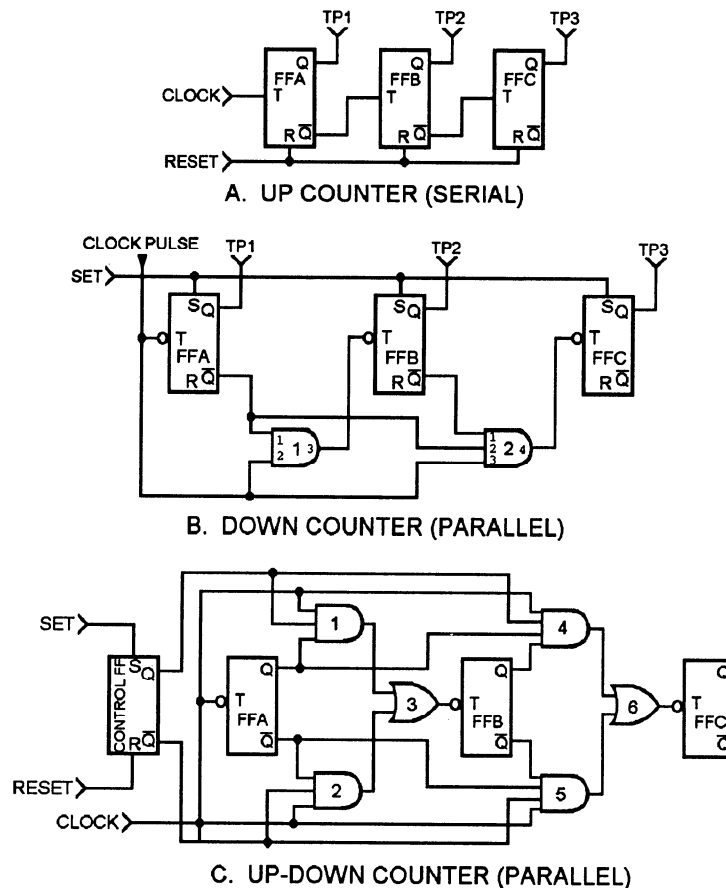 TP1 TP2 TP3
Q Q Q
FFA FFB FFC
CLOCK T T T
R Q R Q R Q
RESET
A. UP COUNTER (SERIAL)
CLOCK PULSE TP1 TP2 TP3
SET
S Q S Q S Q
T T T
FFA FFB FFC
R Q R Q R Q
1 1 3 1 2 4
2 2
3
B. DOWN COUNTER (PARALLEL)
SET 1 4
S Q
CONTROL FF
Q Q Q
T T T
FFA 3 FFB 6 FFC
R Q Q Q
RESET 2 5
CLOCK
C. UP-DOWN COUNTER (PARALLEL)